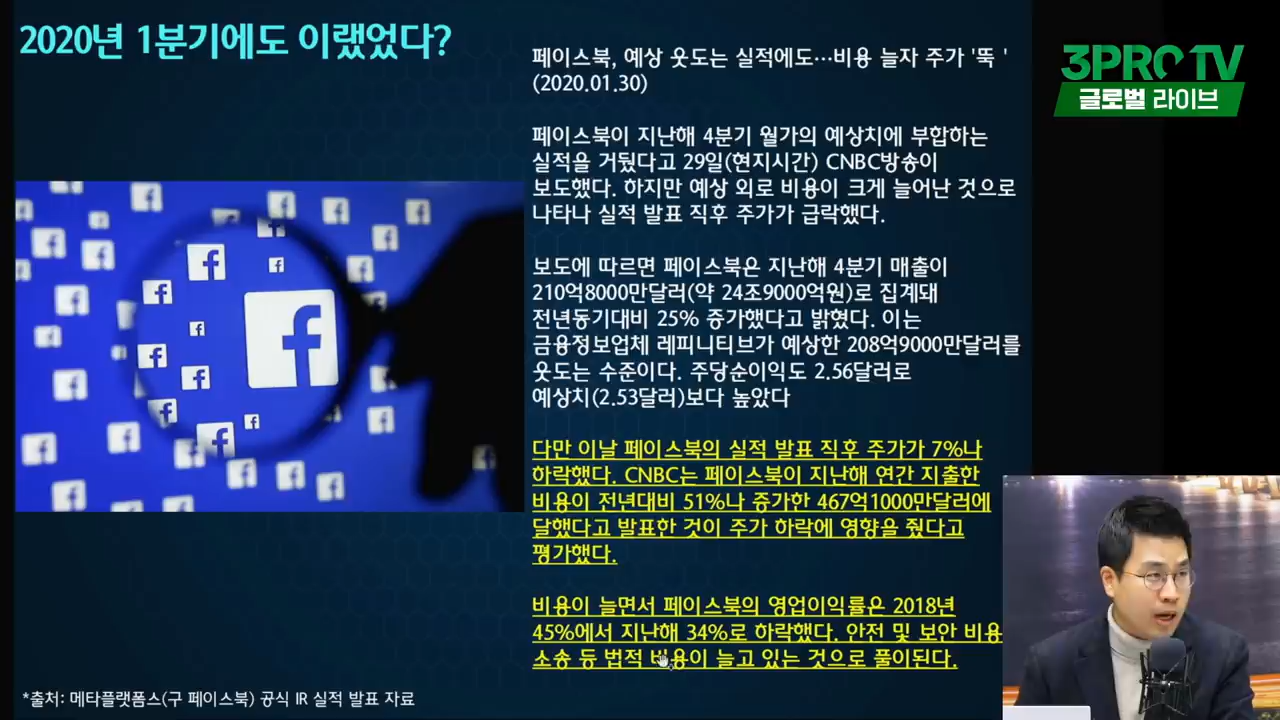 2020년 1분기에도 이랬었다?
페이스북, 예상 웃도는 실적에도…비용 늘자 주가 '뚝 '
(2020.01.30)
페이스북이 지난해 4분기 월가의 예상치에 부합하는
실적을 거뒀다고 29일(현지시간) CNBC방송이
보도했다. 하지만 예상 외로 비용이 크게 늘어난 것으로
나타나 실적 발표 직후 주가가 급락했다.
보도에 따르면 페이스북은 지난해 4분기 매출이
210억8000만달러(약 24조9000억원)로 집계돼
전년동기대비 25% 증가했다고 밝혔다. 이는
금융정보업체 레피니티브가 예상한 208억9000만달러를
웃도는 수준이다. 주당순이익도 2.56달러로
예상치(2.53달러)보다 높았다
다만 이날 페이스북의 실적 발표 직후 주가가 7%나
하락했다. CNBC는 페이스북이 지난해 연간 지출한
비용이 전년대비 51%나 증가한 467억1000만달러에
달했다고 발표한 것이 주가 하락에 영향을 줬다고
평가했다.
비용이 늘면서 페이스북의 영업이익률은 2018년
45%에서 지난해 34%로 하락했다. 안전 및 보안 비용
소송 등 법적 비용이 늘고 있는 것으로 풀이된다.
*출처: 메타플랫폼스(구 페이스북) 공식 IR 실적 발표 자료
3PRO TV
글로벌 라이브